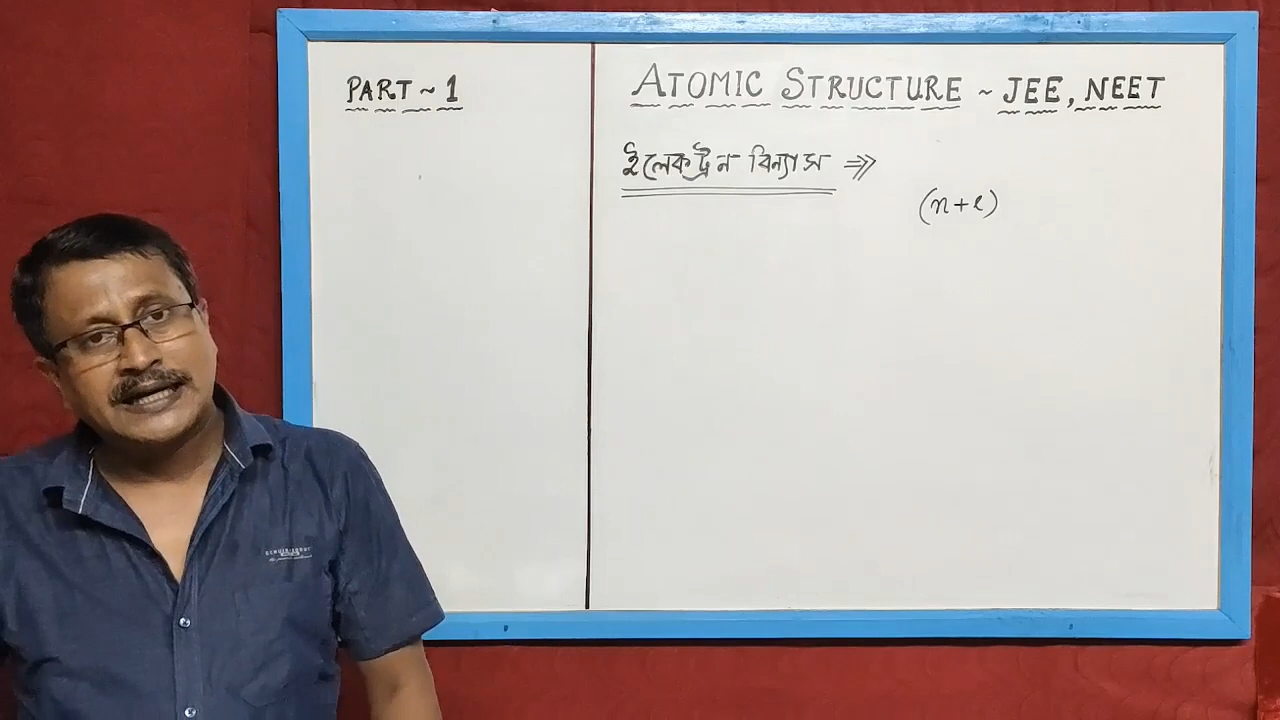 PART ~ 1
ATOMIC STRUCTURE ~ JEE, NEET
ইলেকট্রন বিন্যাস ⇒
(n+l)